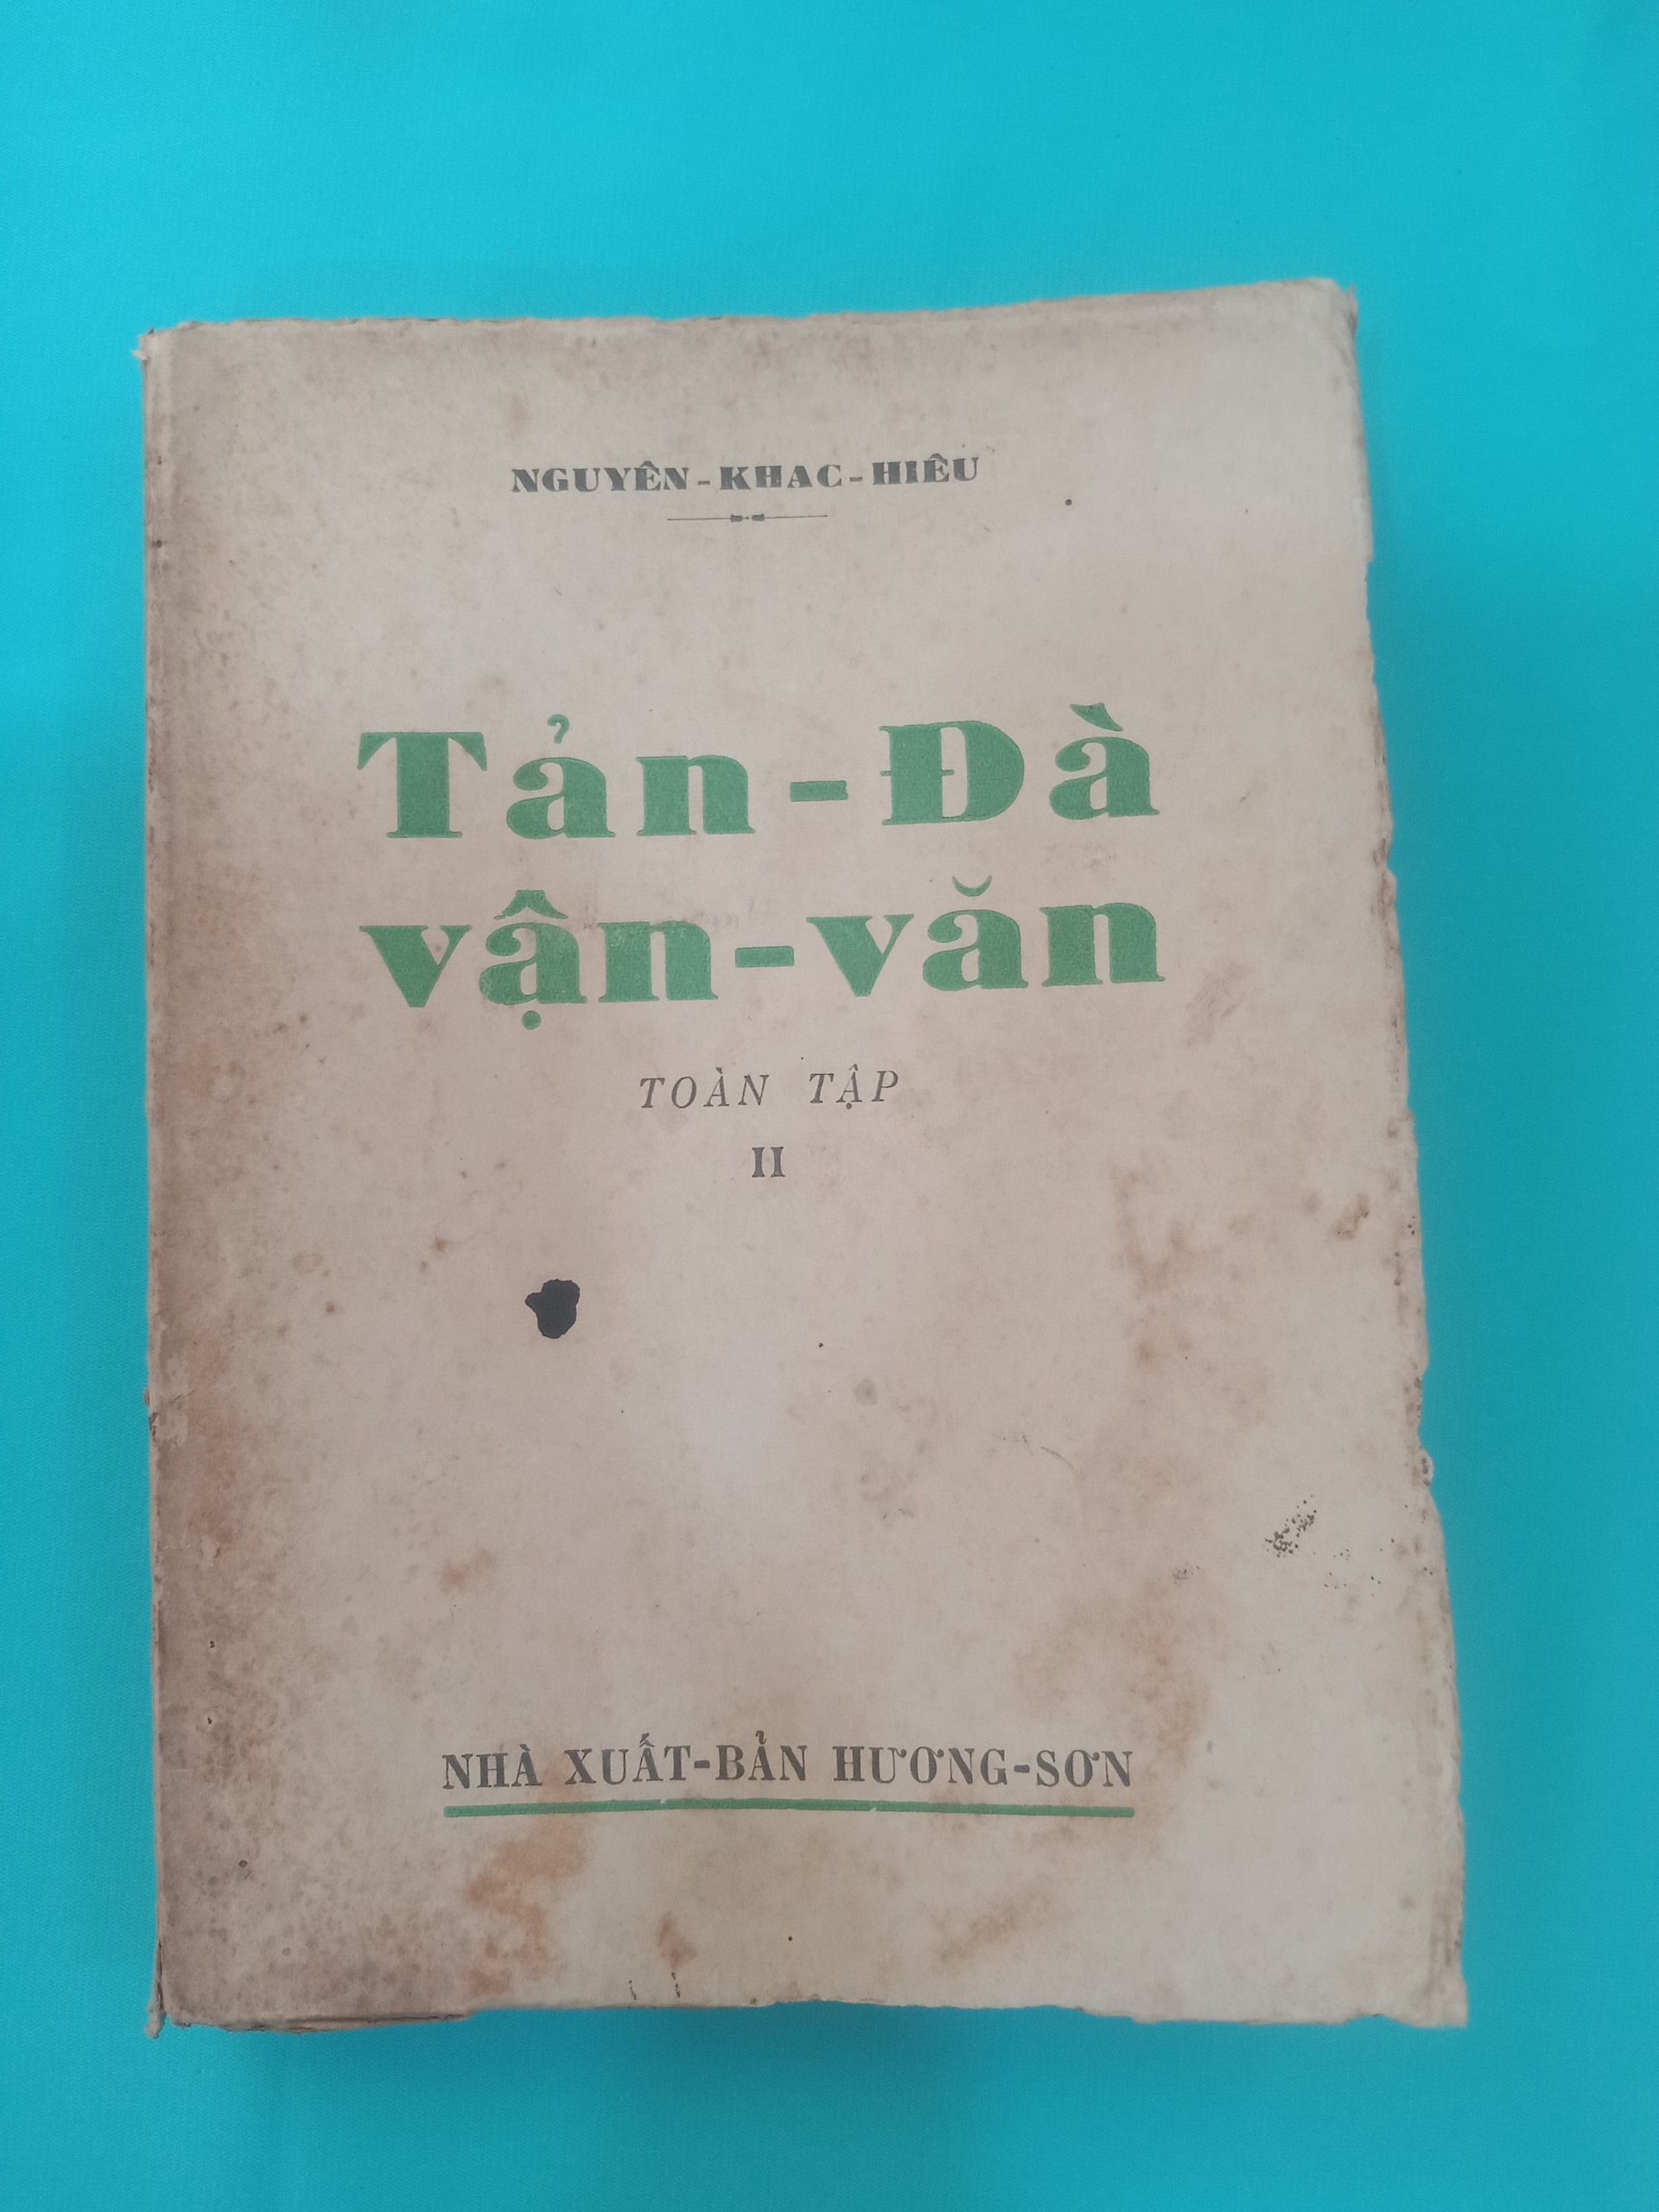 NGUYÊN-KHAC-HIÊU
Tản-Đà
vận-văn
TOÀN TẬP
II
NHÀ XUẤT-BẢN HƯƠNG-SƠN